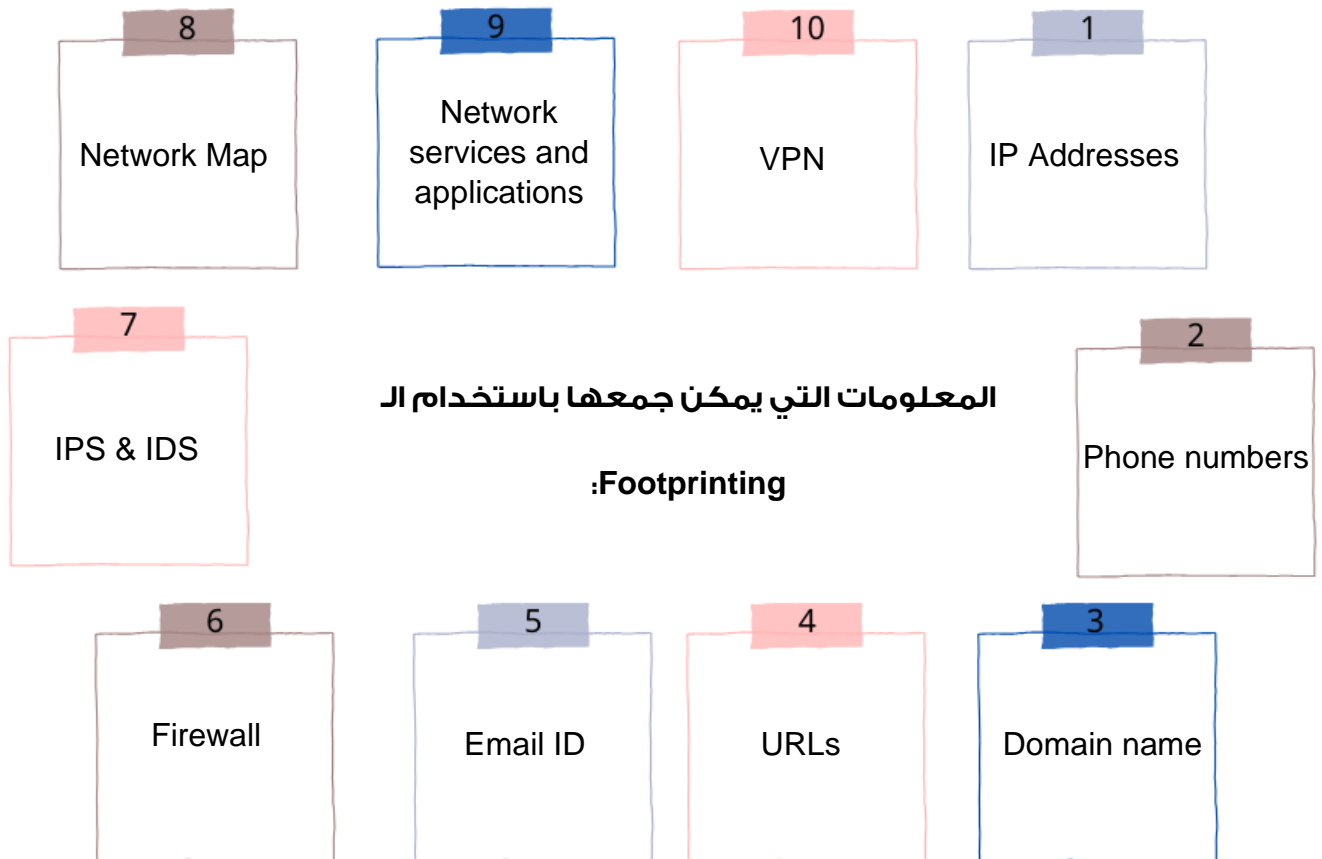 8
9
10
1
Network Map
Network
services and
applications
VPN
IP Addresses
7
2
IPS & IDS
المعلومات التي يمكن جمعها باستخدام الـ
Footprinting:
Phone numbers
6
5
4
3
Firewall
Email ID
URLs
Domain name